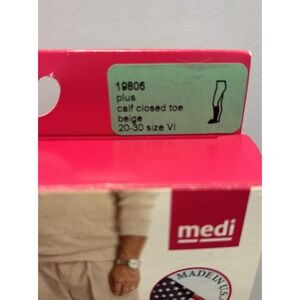 19806
plus
calf closed toe
beige
20-30 size VI
medi
MADE IN U.S.